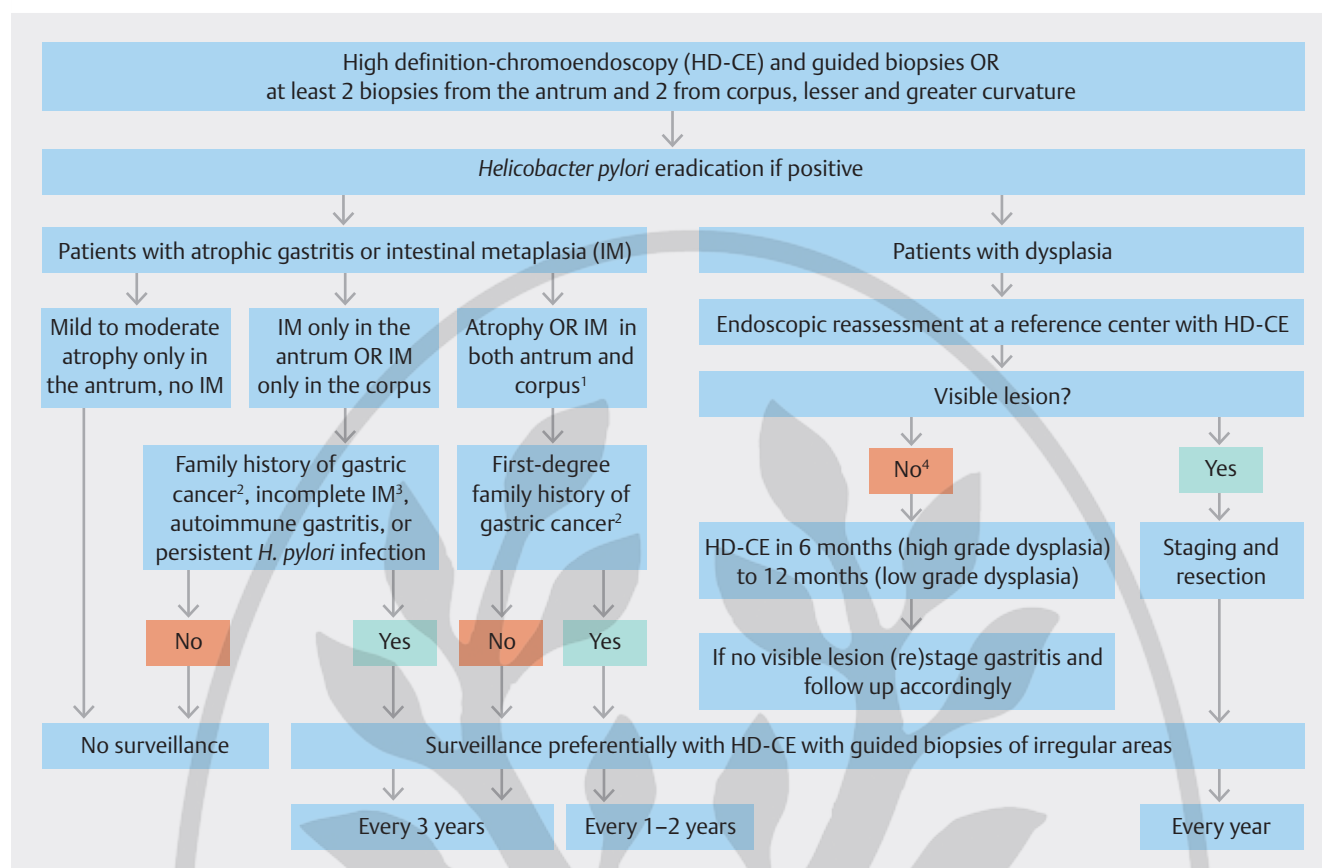 High definition-chromoendoscopy (HD-CE) and guided biopsies OR
at least 2 biopsies from the antrum and 2 from corpus, lesser and greater curvature
Helicobacter pylori eradication if positive
Patients with atrophic gastritis or intestinal metaplasia (IM)
Patients with dysplasia
Mild to moderate
atrophy only in
the antrum, no IM
IM only in the
antrum OR IM
only in the corpus
Atrophy OR IM in
both antrum and
corpus¹
Endoscopic reassessment at a reference center with HD-CE
Visible lesion?
Family history of gastric
cancer², incomplete IM³,
autoimmune gastritis, or
persistent H. pylori infection
First-degree
family history of
gastric cancer²
No⁴
Yes
HD-CE in 6 months (high grade dysplasia)
to 12 months (low grade dysplasia)
Staging and
resection
No
Yes
No
Yes
If no visible lesion (re)stage gastritis and
follow up accordingly
No surveillance
Surveillance preferentially with HD-CE with guided biopsies of irregular areas
Every 3 years
Every 1–2 years
Every year